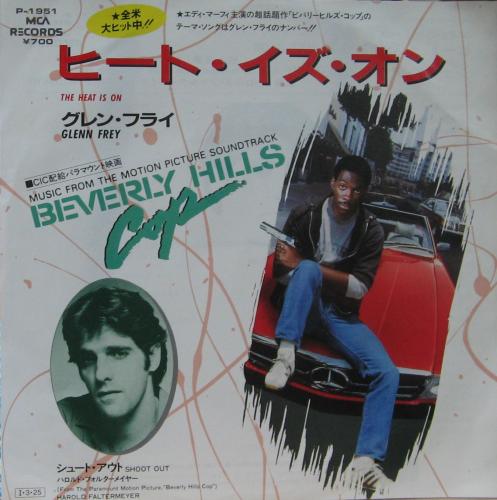 P-1951
MCA
RECORDS
¥700
★全米
大ヒット中!!
★エディ・マーフィ主演の超話題作「ビバリーヒルズ・コップ」の
テーマ・ソングはグレン・フライのナンバー!!
ヒート・イズ・オン
THE HEAT IS ON
グレン・フライ
GLENN FREY
■CIC配給パラマウント映画
MUSIC FROM THE MOTION PICTURE SOUNDTRACK
BEVERLY HILLS
Cop
シュート・アウト SHOOT OUT
ハロルド・フォルターメイヤー
(From the Paramount Motion Picture, "Beverly Hills Cop")
HAROLD FALTERMEYER
I·3·25